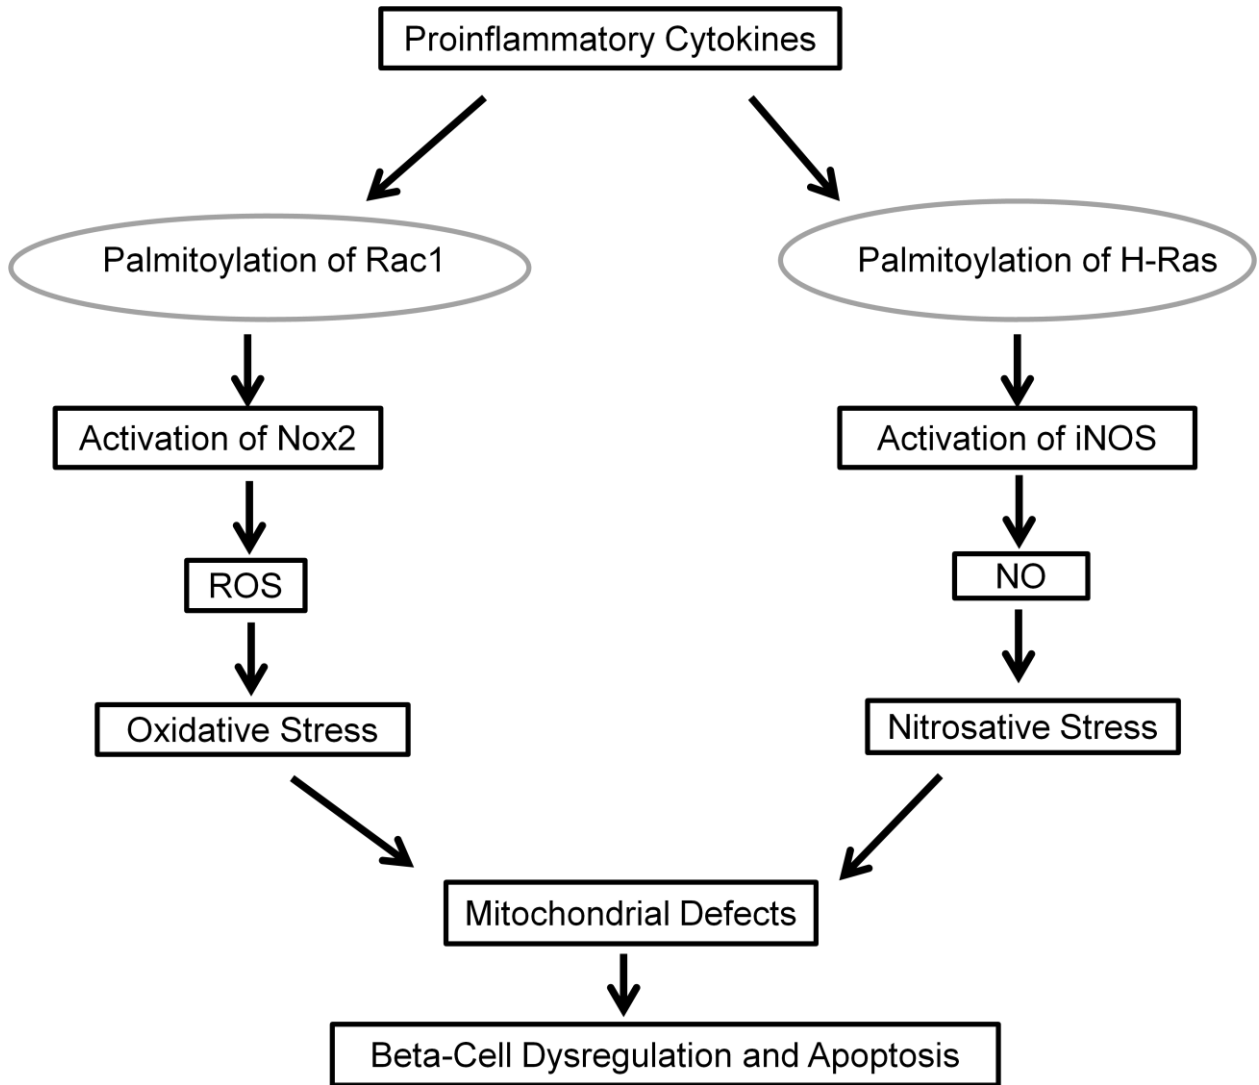 Proinflammatory Cytokines
Palmitoylation of Rac1
Palmitoylation of H-Ras
Activation of Nox2
Activation of iNOS
ROS
NO
Oxidative Stress
Nitrosative Stress
Mitochondrial Defects
Beta-Cell Dysregulation and Apoptosis